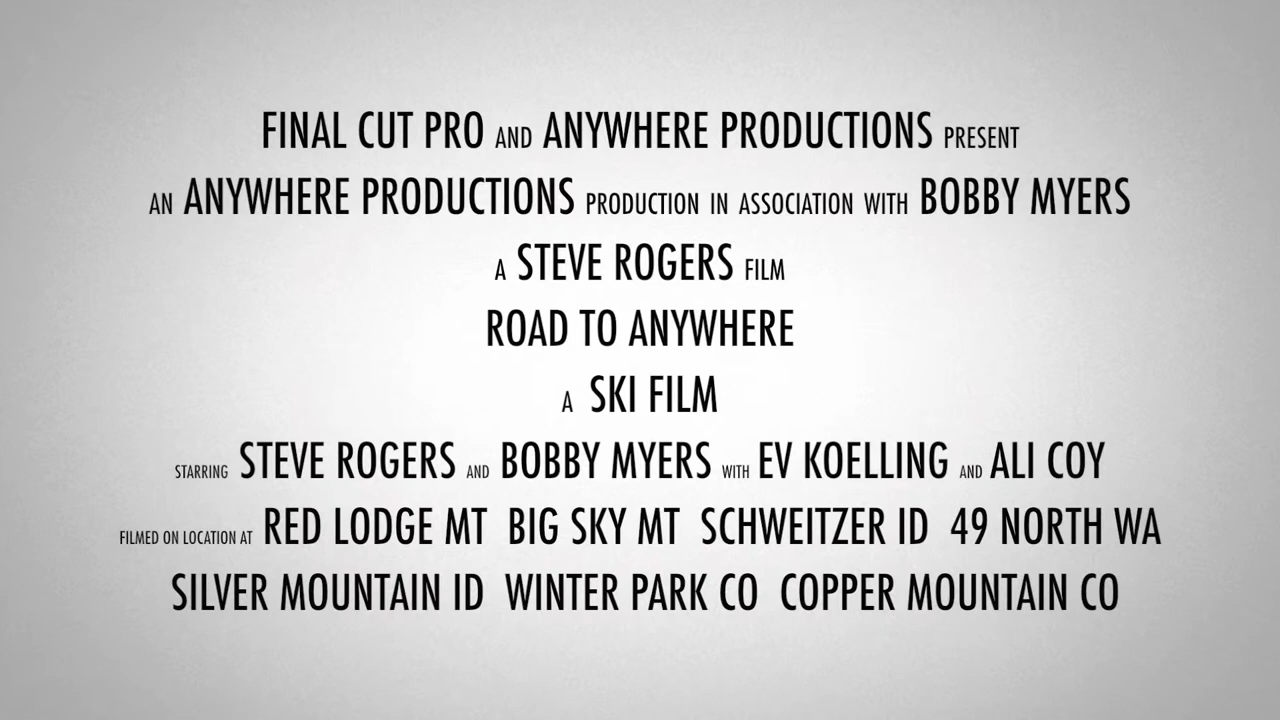 FINAL CUT PRO AND ANYWHERE PRODUCTIONS PRESENT
AN ANYWHERE PRODUCTIONS PRODUCTION IN ASSOCIATION WITH BOBBY MYERS
A STEVE ROGERS FILM
ROAD TO ANYWHERE
A SKI FILM
STARRING STEVE ROGERS AND BOBBY MYERS WITH EV KOELLING AND ALI COY
FILMED ON LOCATION AT RED LODGE MT BIG SKY MT SCHWEITZER ID 49 NORTH WA
SILVER MOUNTAIN ID WINTER PARK CO COPPER MOUNTAIN CO